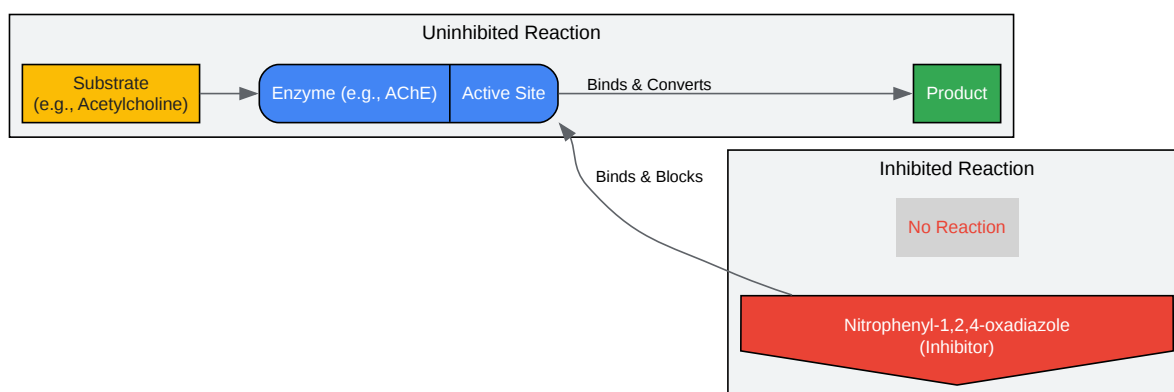 Uninhibited Reaction
Substrate
(e.g., Acetylcholine)
Enzyme (e.g., AChE)
Active Site
Binds & Converts
Product
Binds & Blocks
Inhibited Reaction
No Reaction
Nitrophenyl-1,2,4-oxadiazole
(Inhibitor)